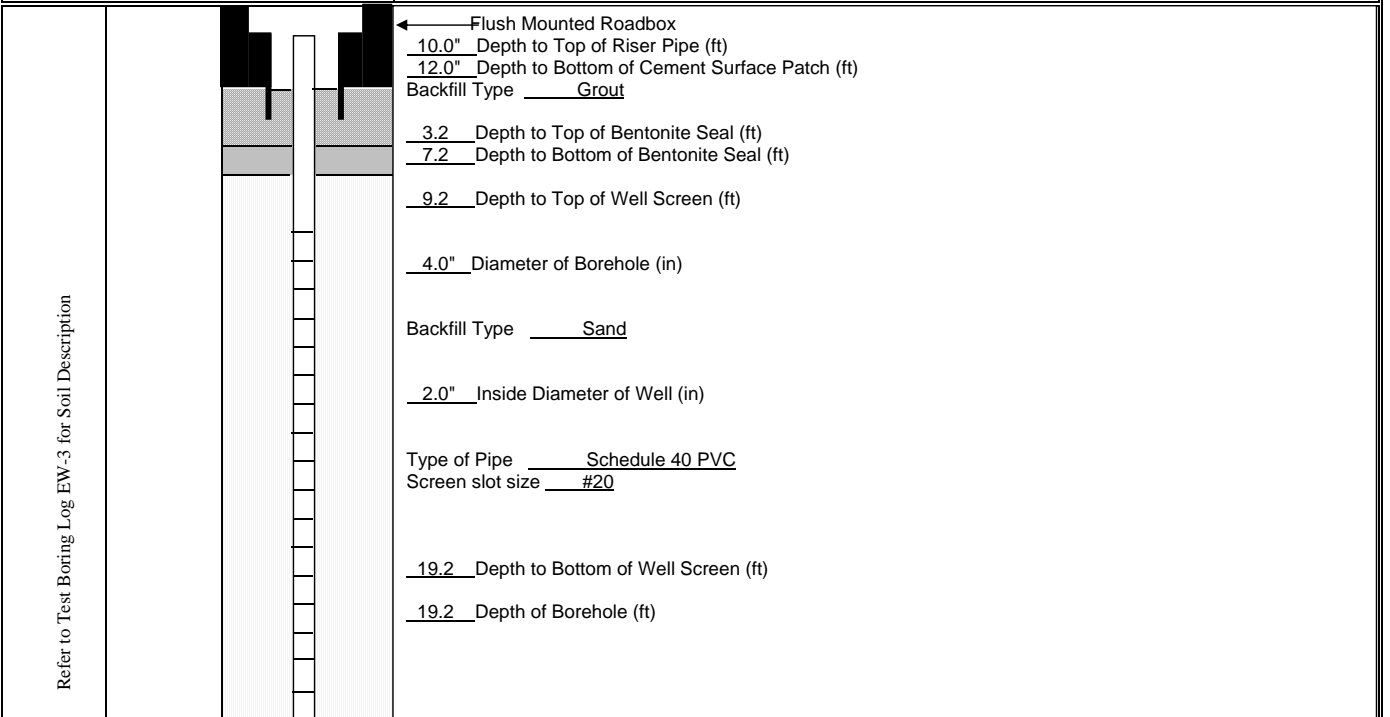 Flush Mounted Roadbox
10.0" Depth to Top of Riser Pipe (ft)
12.0" Depth to Bottom of Cement Surface Patch (ft)
Backfill Type Grout
3.2 Depth to Top of Bentonite Seal (ft)
7.2 Depth to Bottom of Bentonite Seal (ft)
9.2 Depth to Top of Well Screen (ft)
4.0" Diameter of Borehole (in)
Backfill Type Sand
2.0" Inside Diameter of Well (in)
Type of Pipe Schedule 40 PVC
Screen slot size #20
19.2 Depth to Bottom of Well Screen (ft)
19.2 Depth of Borehole (ft)
Refer to Test Boring Log EW-3 for Soil Description